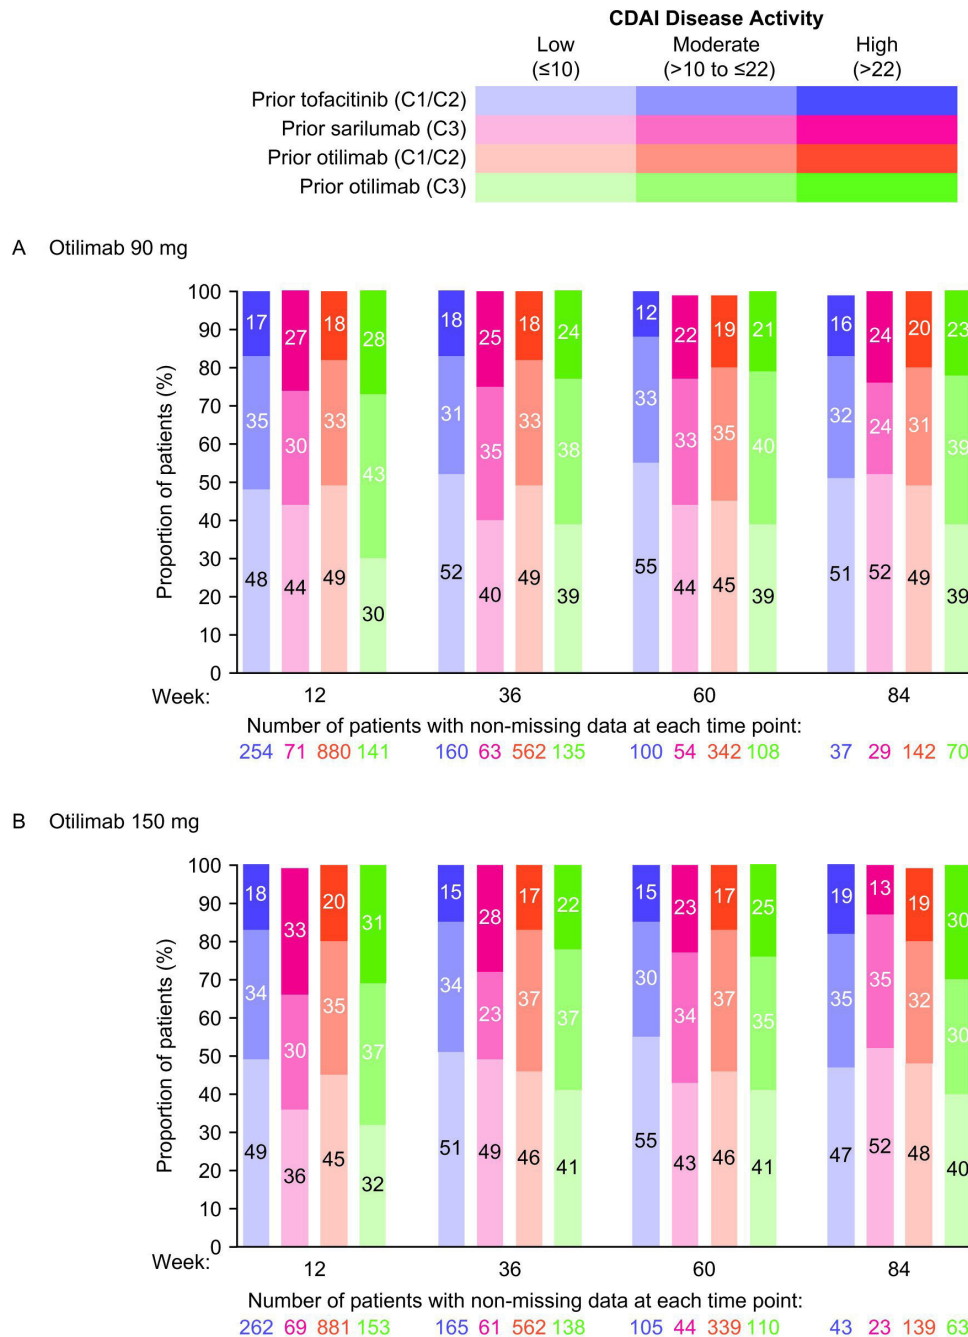 CDAI Disease Activity
Low Moderate High
(≤10) (>10 to ≤22) (>22)
Prior tofacitinib (C1/C2)
Prior sarilumab (C3)
Prior otilimab (C1/C2)
Prior otilimab (C3)
A Otilimab 90 mg
Proportion of patients (%)
100
90
80
70
60
50
40
30
20
10
0
17 27 18 28
35 30 33 43
48 44 49 30
18 25 18 24
31 35 33 38
52 40 49 39
12 22 19 21
33 33 35 40
55 44 45 39
16 24 20 23
32 24 31 39
51 52 49 39
Week: 12 36 60 84
Number of patients with non-missing data at each time point:
254 71 880 141 160 63 562 135 100 54 342 108 37 29 142 70
B Otilimab 150 mg
Proportion of patients (%)
100
90
80
70
60
50
40
30
20
10
0
18 33 20 31
34 30 35 37
49 36 45 32
15 28 17 22
34 23 37 37
51 49 46 41
15 23 17 25
30 34 37 35
55 43 46 41
19 13 19 30
35 35 32 30
47 52 48 40
Week: 12 36 60 84
Number of patients with non-missing data at each time point:
262 69 881 153 165 61 562 138 105 44 339 110 43 23 139 63